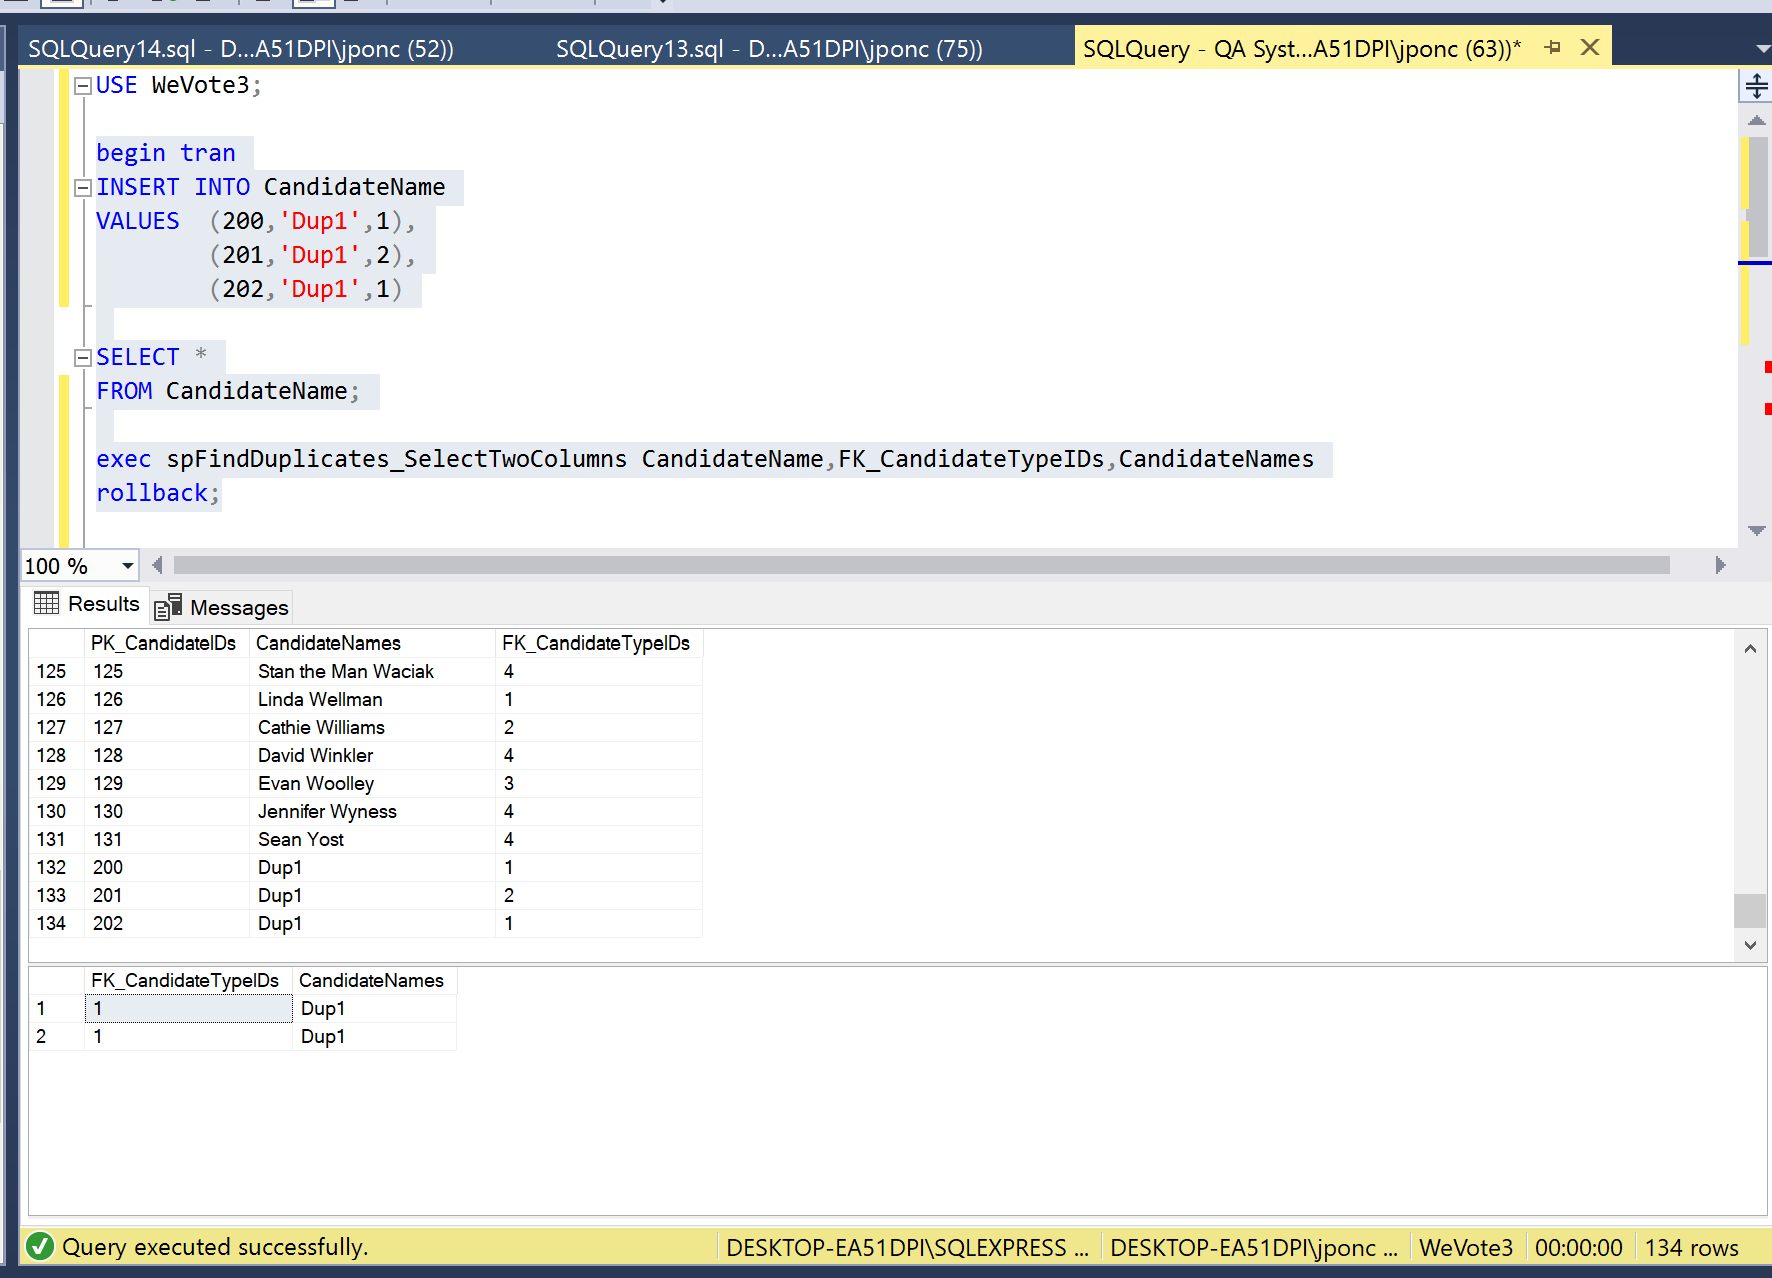 SQLQuery14.sql - D...A51DPI\jponc (52)) SQLQuery13.sql - D...A51DPI\jponc (75)) SQLQuery - QA Syst...A51DPI\jponc (63))*
USE WeVote3;
begin tran
INSERT INTO CandidateName
VALUES (200,'Dup1',1),
(201,'Dup1',2),
(202,'Dup1',1)
SELECT *
FROM CandidateName;
exec spFindDuplicates_SelectTwoColumns CandidateName,FK_CandidateTypeIDs,CandidateNames
rollback;
100 %
Results Messages
PK_CandidateIDs CandidateNames FK_CandidateTypeIDs
125 125 Stan the Man Waciak 4
126 126 Linda Wellman 1
127 127 Cathie Williams 2
128 128 David Winkler 4
129 129 Evan Woolley 3
130 130 Jennifer Wyness 4
131 131 Sean Yost 4
132 200 Dup1 1
133 201 Dup1 2
134 202 Dup1 1
FK_CandidateTypeIDs CandidateNames
1 1 Dup1
2 1 Dup1
Query executed successfully. DESKTOP-EA51DPI\SQLEXPRESS ... DESKTOP-EA51DPI\jponc ... WeVote3 00:00:00 134 rows